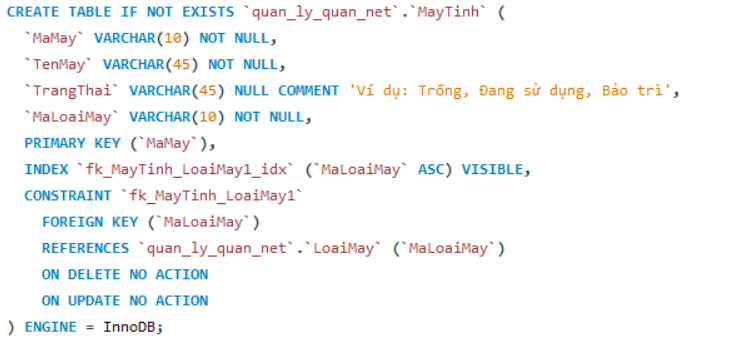 CREATE TABLE IF NOT EXISTS `quan_ly_quan_net`.`MayTinh` (
`MaMay` VARCHAR(10) NOT NULL,
`TenMay` VARCHAR(45) NOT NULL,
`TrangThai` VARCHAR(45) NULL COMMENT 'Ví dụ: Trống, Đang sử dụng, Bảo trì',
`MaLoaiMay` VARCHAR(10) NOT NULL,
PRIMARY KEY (`MaMay`),
INDEX `fk_MayTinh_LoaiMay1_idx` (`MaLoaiMay` ASC) VISIBLE,
CONSTRAINT `fk_MayTinh_LoaiMay1`
FOREIGN KEY (`MaLoaiMay`)
REFERENCES `quan_ly_quan_net`.`LoaiMay` (`MaLoaiMay`)
ON DELETE NO ACTION
ON UPDATE NO ACTION
) ENGINE = InnoDB;